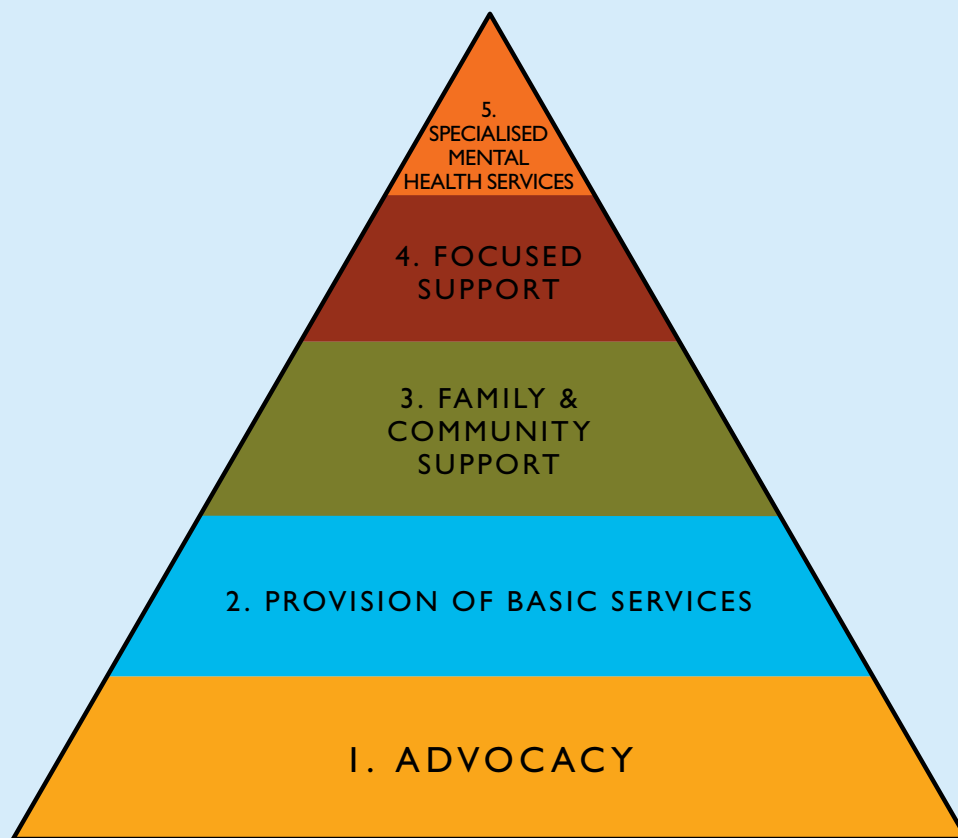 5.
SPECIALISED
MENTAL
HEALTH SERVICES
4. FOCUSED
SUPPORT
3. FAMILY &
COMMUNITY
SUPPORT
2. PROVISION OF BASIC SERVICES
1. ADVOCACY